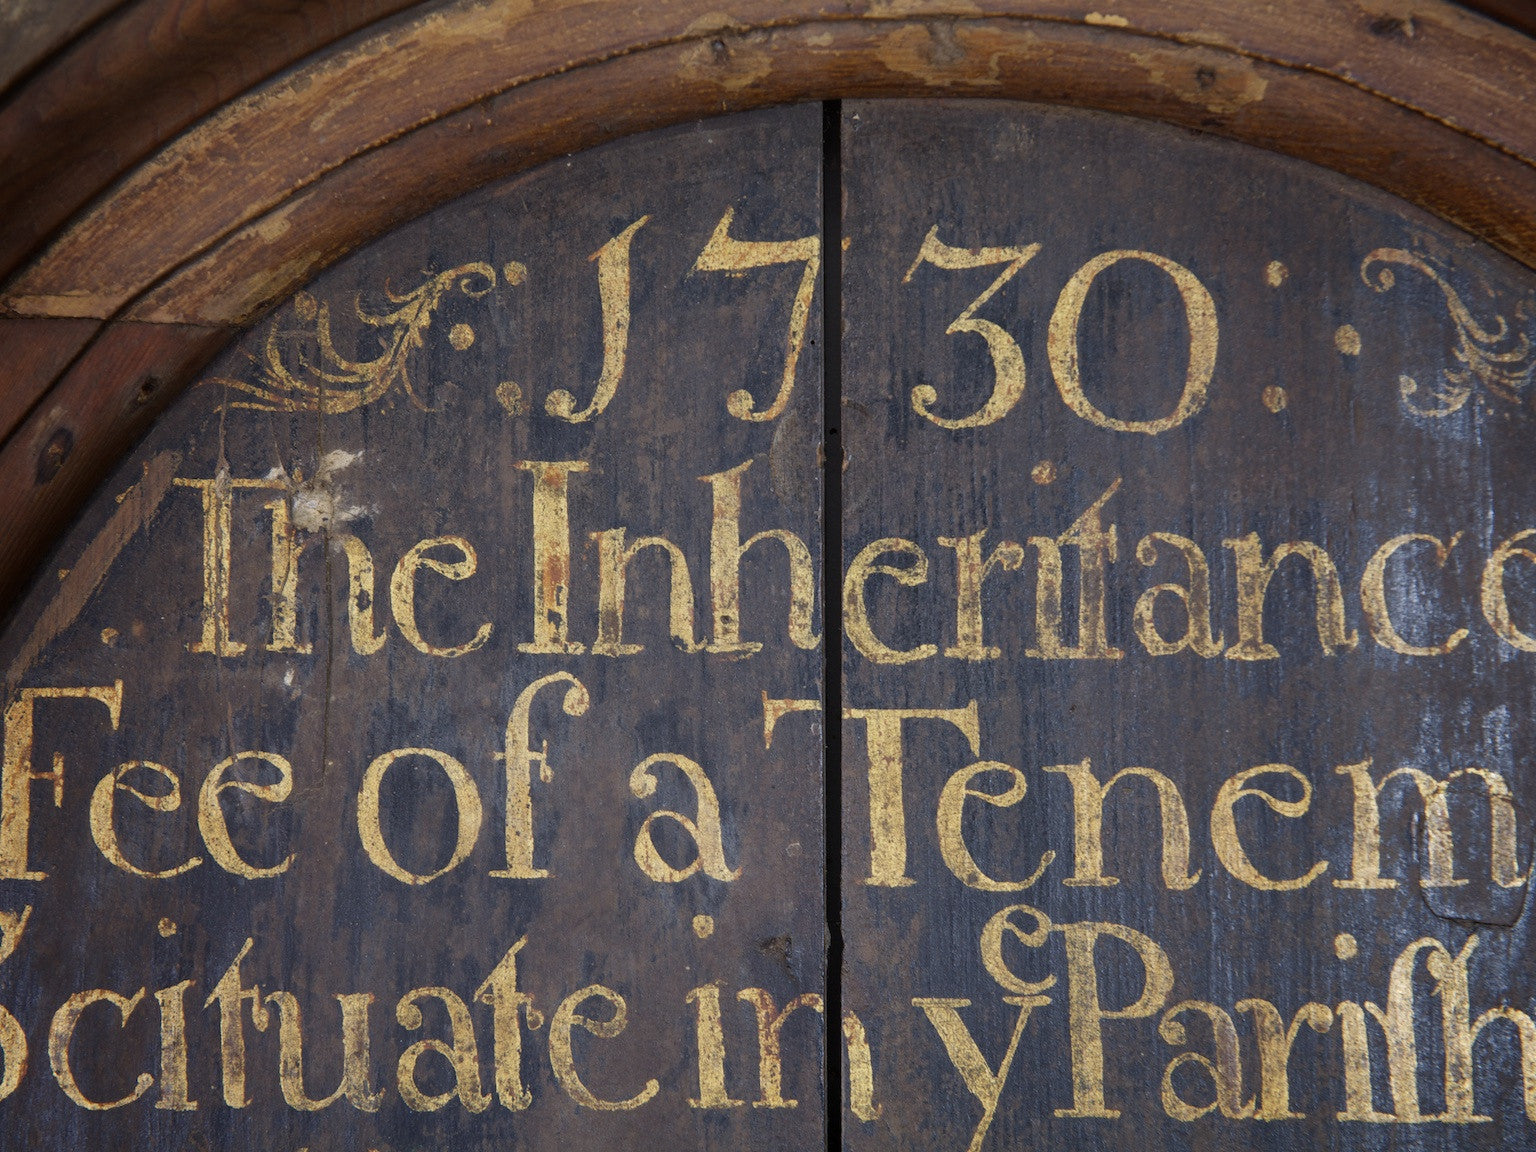 : 1730 :
The Inheritance
Fee of a Tenem
Scituate in yᵉ Pariſh